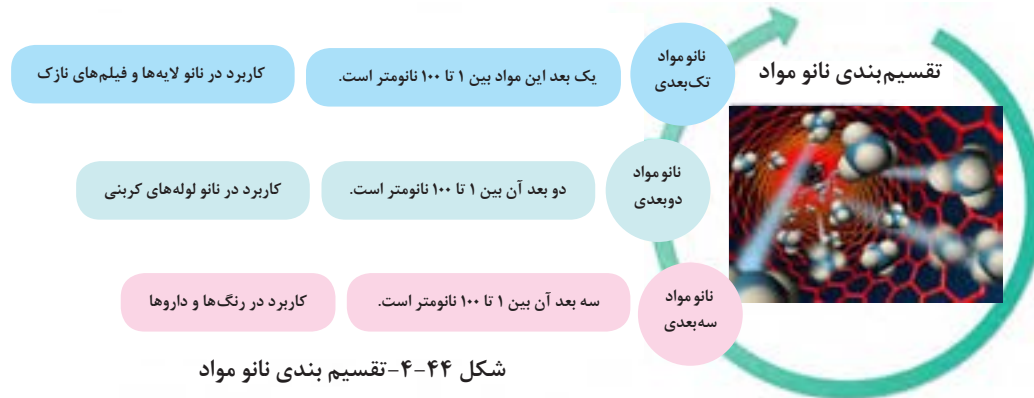 تقسیم‌بندی نانو مواد
نانو مواد
تک‌بعدی
یک بعد این مواد بین ۱ تا ۱۰۰ نانومتر است.
کاربرد در نانو لایه‌ها و فیلم‌های نازک
نانو مواد
دوبعدی
دو بعد آن بین ۱ تا ۱۰۰ نانومتر است.
کاربرد در نانو لوله‌های کربنی
نانو مواد
سه‌بعدی
سه بعد آن بین ۱ تا ۱۰۰ نانومتر است.
کاربرد در رنگ‌ها و داروها
شکل ۴۴-۴-تقسیم بندی نانو مواد